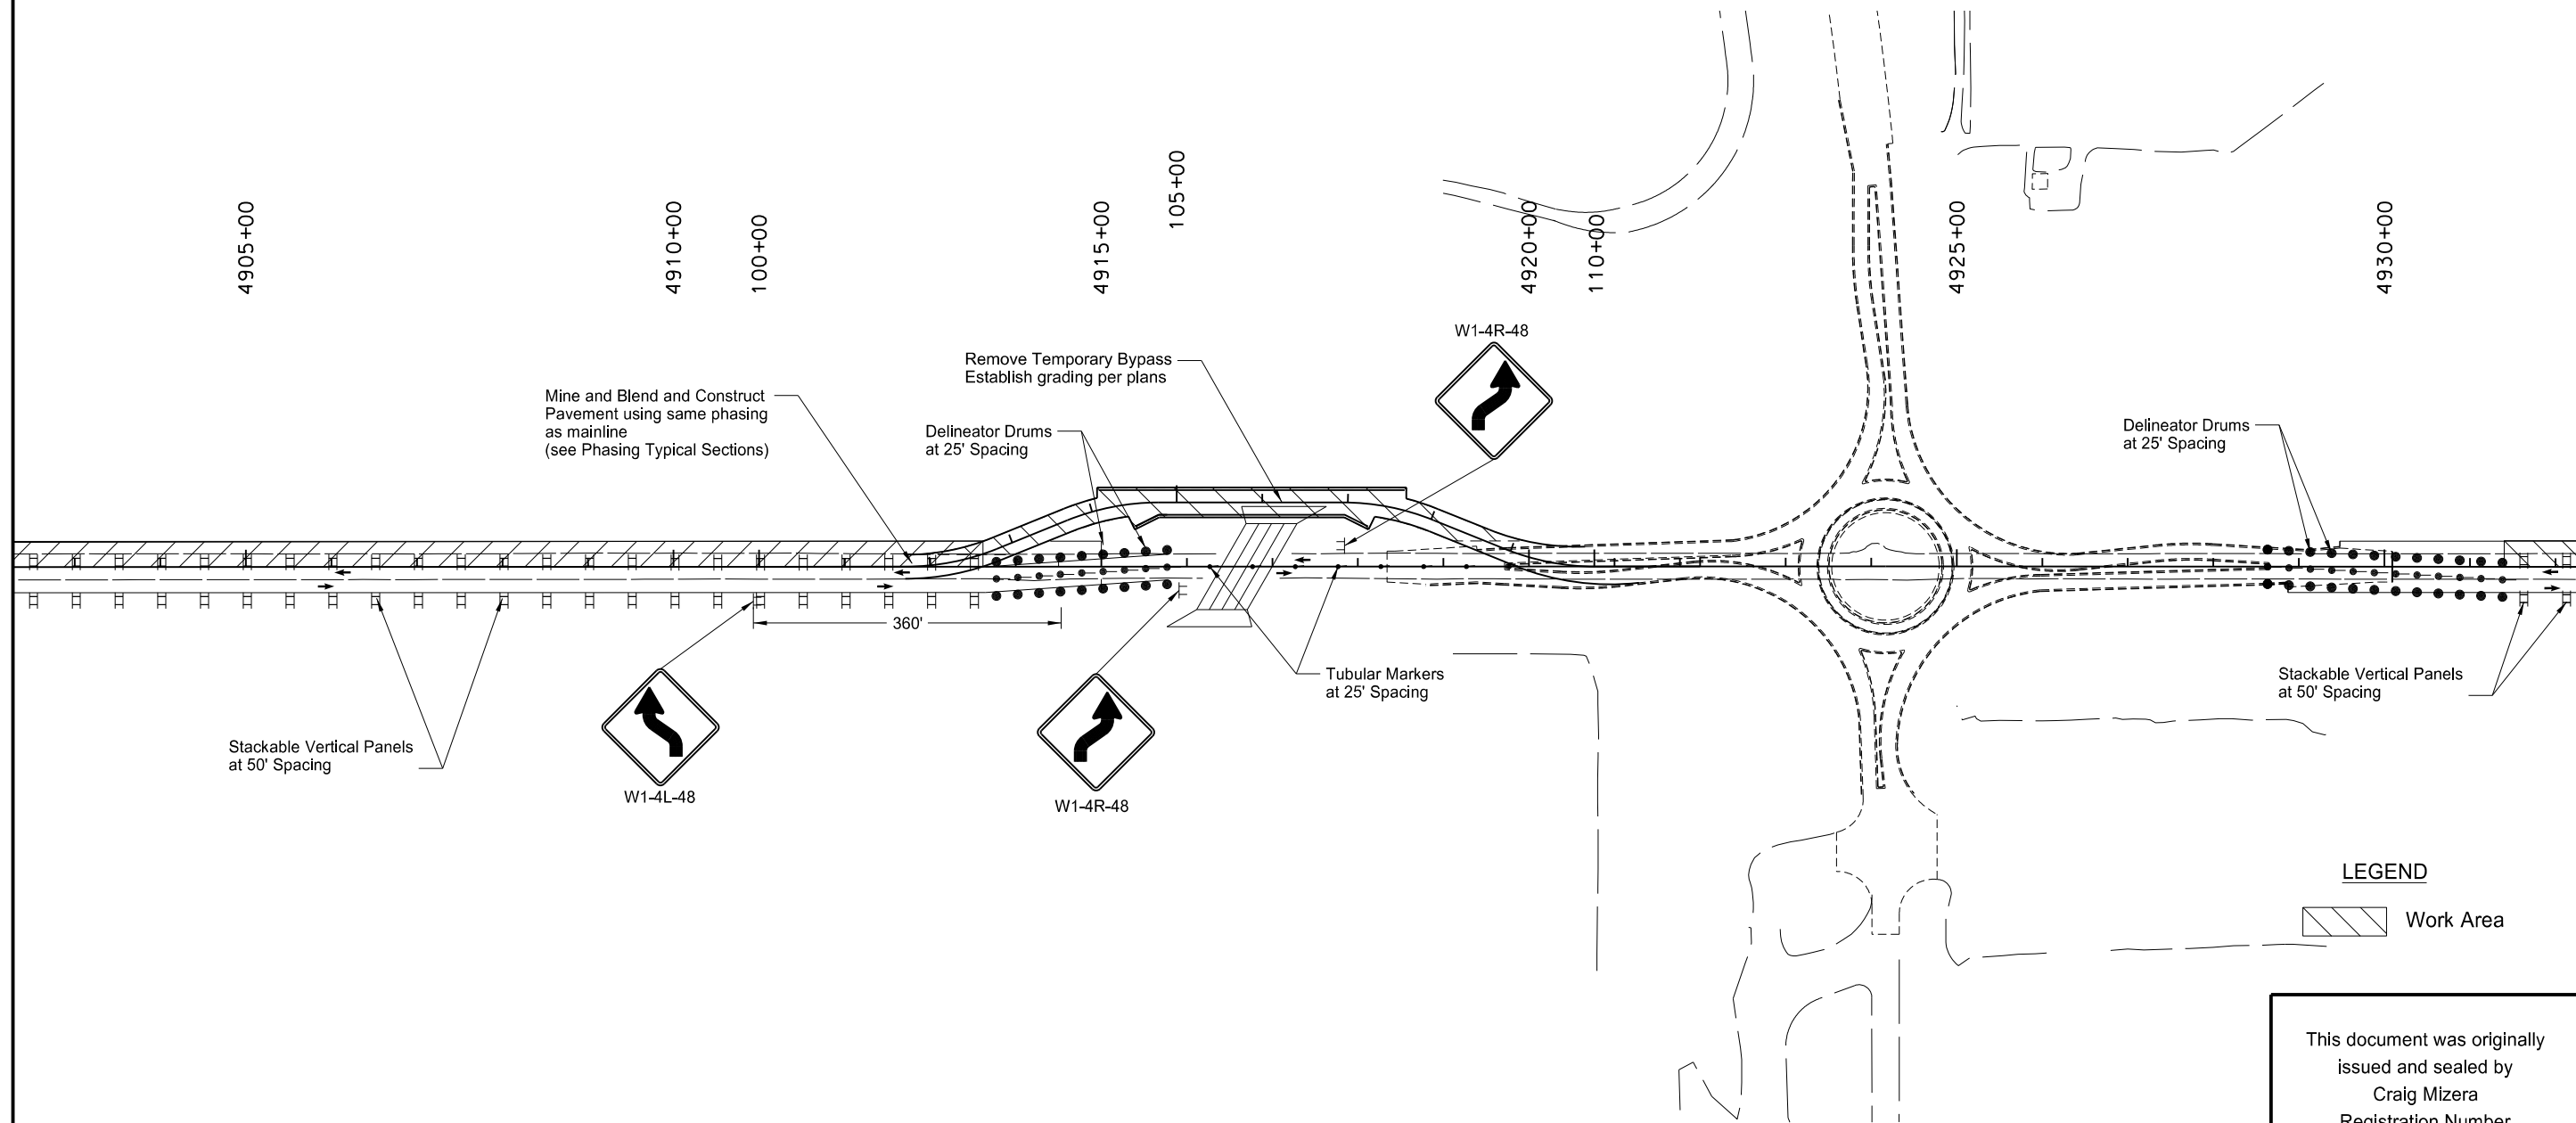 4905+00
4910+00
100+00
4915+00
105+00
4920+00
110+00
4925+00
4930+00
W1-4R-48
Remove Temporary Bypass
Establish grading per plans
Mine and Blend and Construct
Pavement using same phasing
as mainline
(see Phasing Typical Sections)
Delineator Drums
at 25' Spacing
Delineator Drums
at 25' Spacing
360'
Tubular Markers
at 25' Spacing
Stackable Vertical Panels
at 50' Spacing
Stackable Vertical Panels
at 50' Spacing
W1-4L-48
W1-4R-48
LEGEND
Work Area
This document was originally
issued and sealed by
Craig Mizera
Registration Number